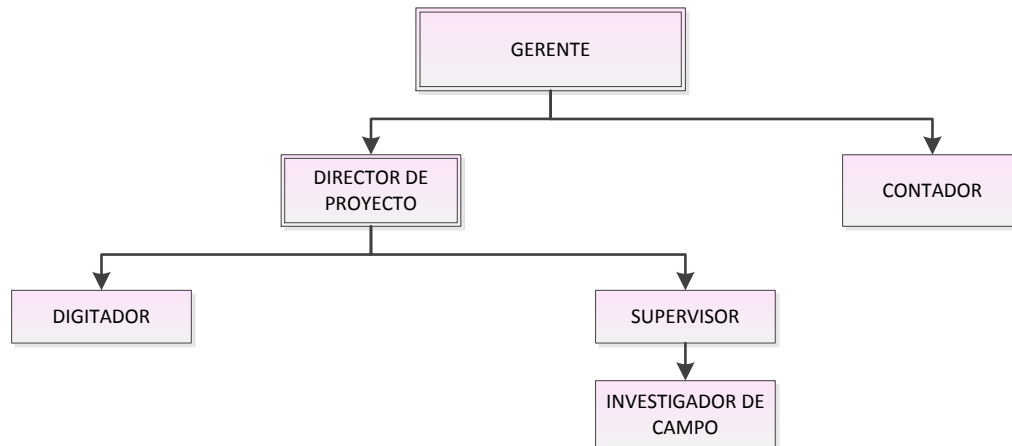 GERENTE
DIRECTOR DE
PROYECTO
CONTADOR
DIGITADOR
SUPERVISOR
INVESTIGADOR DE
CAMPO